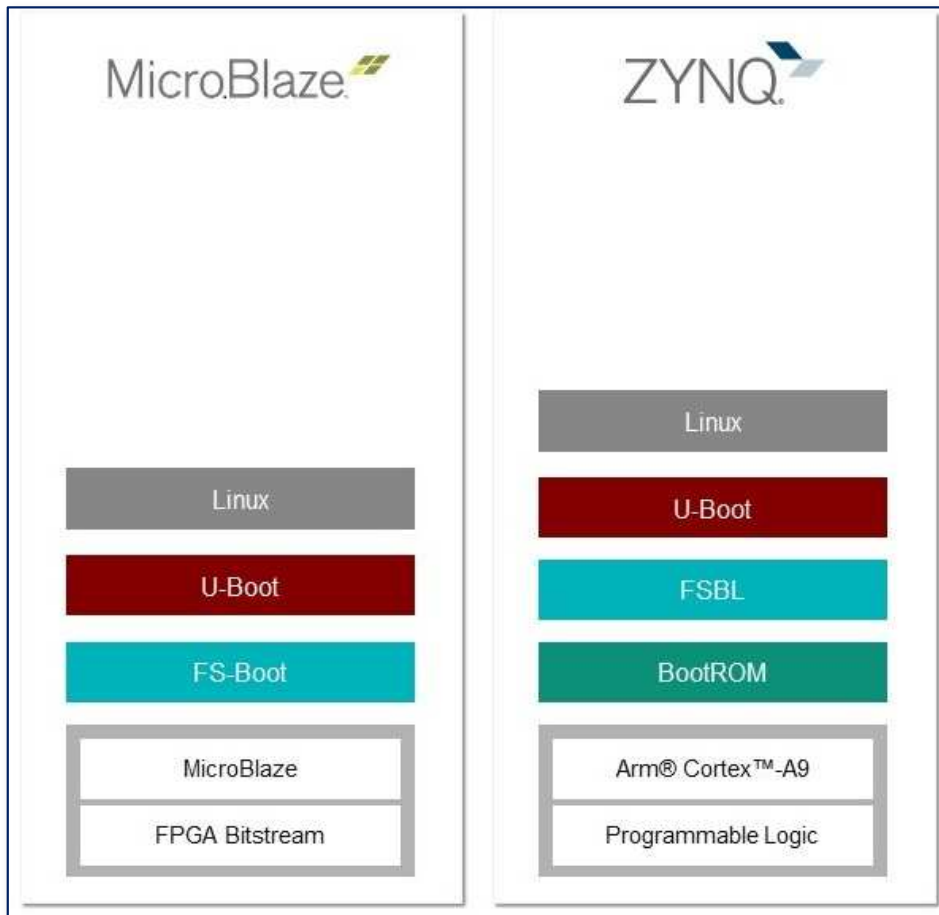 MicroBlaze
Linux
U-Boot
FS-Boot
MicroBlaze
FPGA Bitstream
ZYNQ®
Linux
U-Boot
FSBL
BootROM
Arm® Cortex™-A9
Programmable Logic